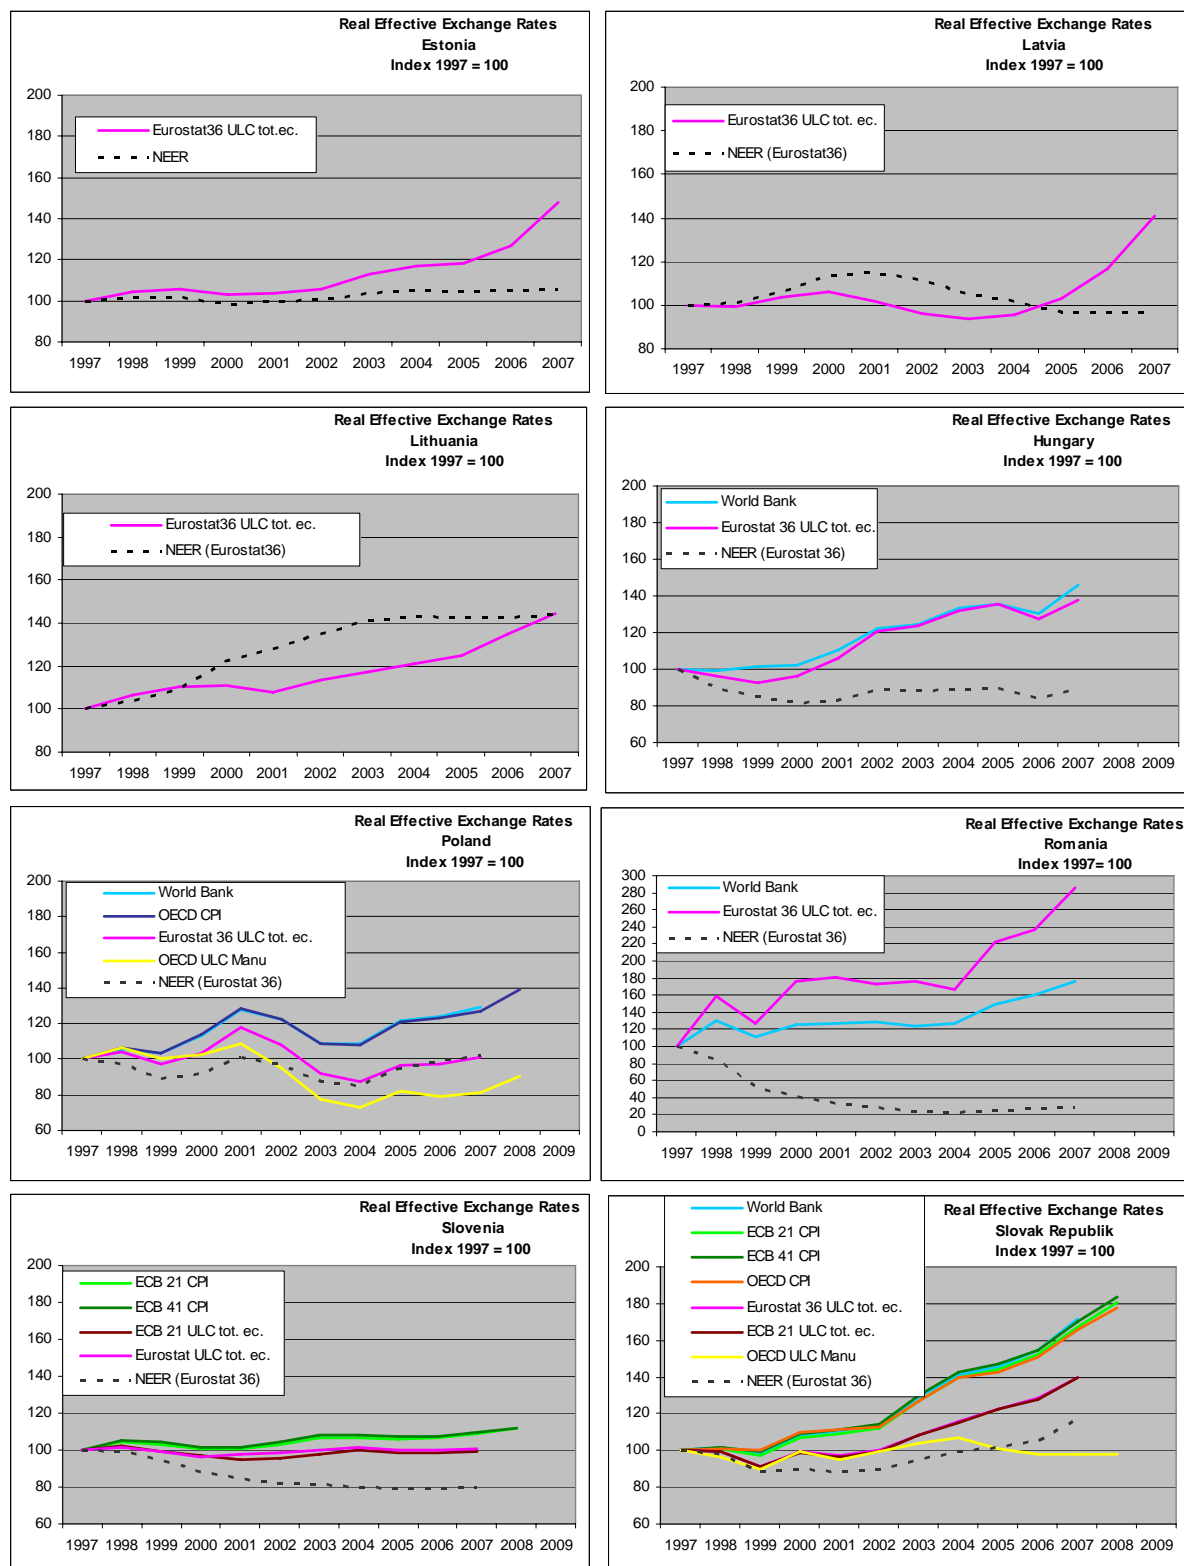 Real Effective Exchange Rates
Estonia
Index 1997 = 100
200
180
160
140
120
100
80
Eurostat36 ULC tot.ec.
NEER
1997 1998 1999 2000 2001 2002 2003 2004 2005 2006 2007
Real Effective Exchange Rates
Latvia
Index 1997 = 100
200
180
160
140
120
100
80
Eurostat36 ULC tot. ec.
NEER (Eurostat36)
1997 1998 1999 2000 2001 2002 2003 2004 2005 2006 2007
Real Effective Exchange Rates
Lithuania
Index 1997 = 100
200
180
160
140
120
100
80
Eurostat36 ULC tot. ec.
NEER (Eurostat36)
1997 1998 1999 2000 2001 2002 2003 2004 2005 2006 2007
Real Effective Exchange Rates
Hungary
Index 1997 = 100
200
180
160
140
120
100
80
60
World Bank
Eurostat 36 ULC tot. ec.
NEER (Eurostat 36)
1997 1998 1999 2000 2001 2002 2003 2004 2005 2006 2007 2008 2009
Real Effective Exchange Rates
Poland
Index 1997 = 100
200
180
160
140
120
100
80
60
World Bank
OECD CPI
Eurostat 36 ULC tot. ec.
OECD ULC Manu
NEER (Eurostat 36)
1997 1998 1999 2000 2001 2002 2003 2004 2005 2006 2007 2008 2009
Real Effective Exchange Rates
Romania
Index 1997= 100
300
280
260
240
220
200
180
160
140
120
100
80
60
40
20
0
World Bank
Eurostat 36 ULC tot. ec.
NEER (Eurostat 36)
1997 1998 1999 2000 2001 2002 2003 2004 2005 2006 2007 2008 2009
Real Effective Exchange Rates
Slovenia
Index 1997 = 100
200
180
160
140
120
100
80
60
ECB 21 CPI
ECB 41 CPI
ECB 21 ULC tot. ec.
Eurostat ULC tot. ec.
NEER (Eurostat 36)
1997 1998 1999 2000 2001 2002 2003 2004 2005 2006 2007 2008 2009
Real Effective Exchange Rates
Slovak Republik
Index 1997 = 100
200
180
160
140
120
100
80
60
World Bank
ECB 21 CPI
ECB 41 CPI
OECD CPI
Eurostat 36 ULC tot. ec.
ECB 21 ULC tot. ec.
OECD ULC Manu
NEER (Eurostat 36)
1997 1998 1999 2000 2001 2002 2003 2004 2005 2006 2007 2008 2009